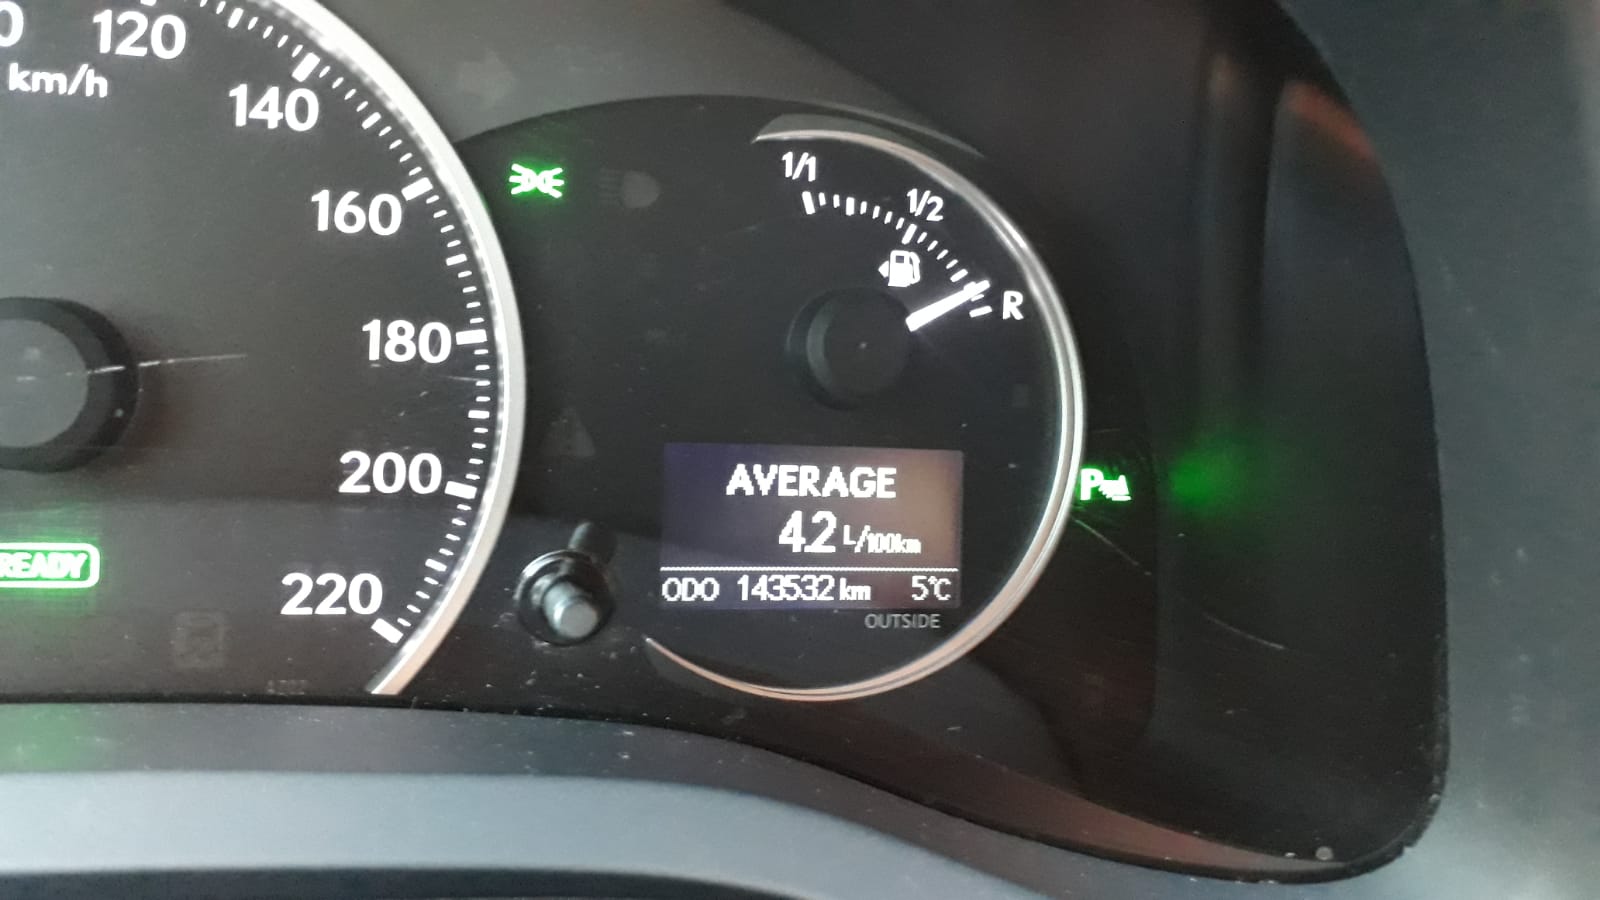 120
km/h
140
160
180
200
220
READY
1/1
1/2
R
P
AVERAGE
4.2 L/100km
ODO 143532 km 5°C
OUTSIDE